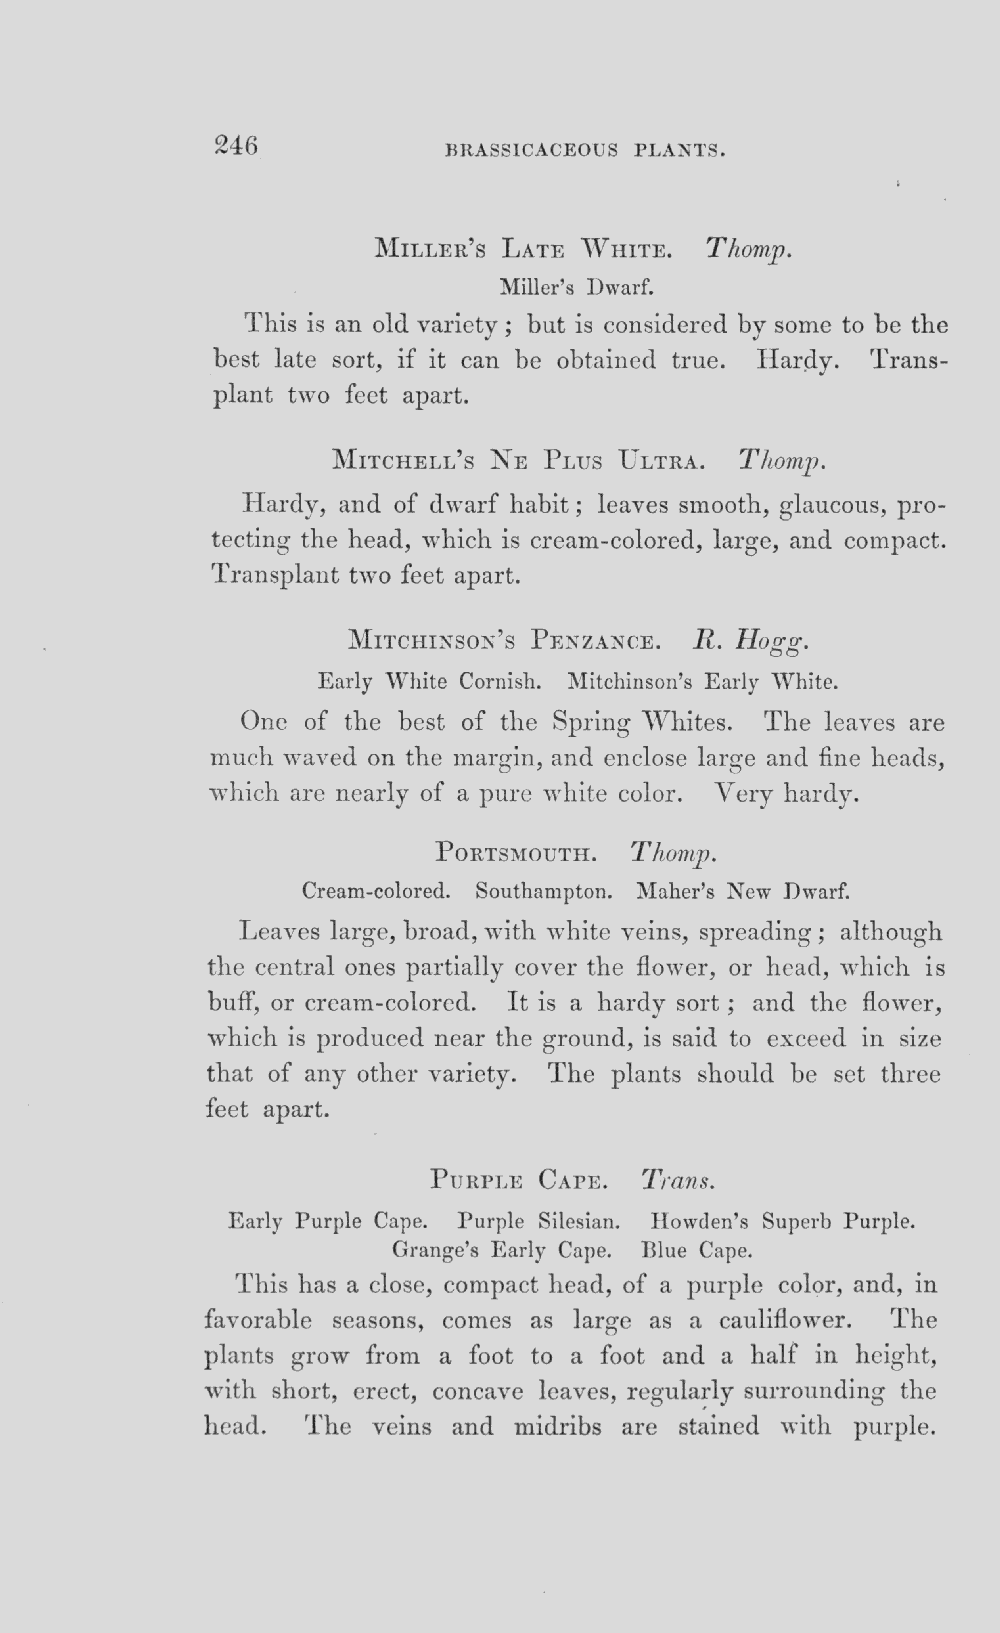 246 BRASSICACEOUS PLANTS.
MILLER'S LATE WHITE. Thomp.
Miller's Dwarf.
This is an old variety; but is considered by some to be the
best late sort, if it can be obtained true. Hardy. Trans-
plant two feet apart.
MITCHELL'S NE PLUS ULTRA. Thomp.
Hardy, and of dwarf habit; leaves smooth, glaucous, pro-
tecting the head, which is cream-colored, large, and compact.
Transplant two feet apart.
MITCHINSON'S PENZANCE. R. Hogg.
Early White Cornish. Mitchinson's Early White.
One of the best of the Spring Whites. The leaves are
much waved on the margin, and enclose large and fine heads,
which are nearly of a pure white color. Very hardy.
PORTSMOUTH. Thomp.
Cream-colored. Southampton. Maher's New Dwarf.
Leaves large, broad, with white veins, spreading; although
the central ones partially cover the flower, or head, which is
buff, or cream-colored. It is a hardy sort; and the flower,
which is produced near the ground, is said to exceed in size
that of any other variety. The plants should be set three
feet apart.
PURPLE CAPE. Trans.
Early Purple Cape. Purple Silesian. Howden's Superb Purple.
Grange's Early Cape. Blue Cape.
This has a close, compact head, of a purple color, and, in
favorable seasons, comes as large as a cauliflower. The
plants grow from a foot to a foot and a half in height,
with short, erect, concave leaves, regularly surrounding the
head. The veins and midribs are stained with purple.